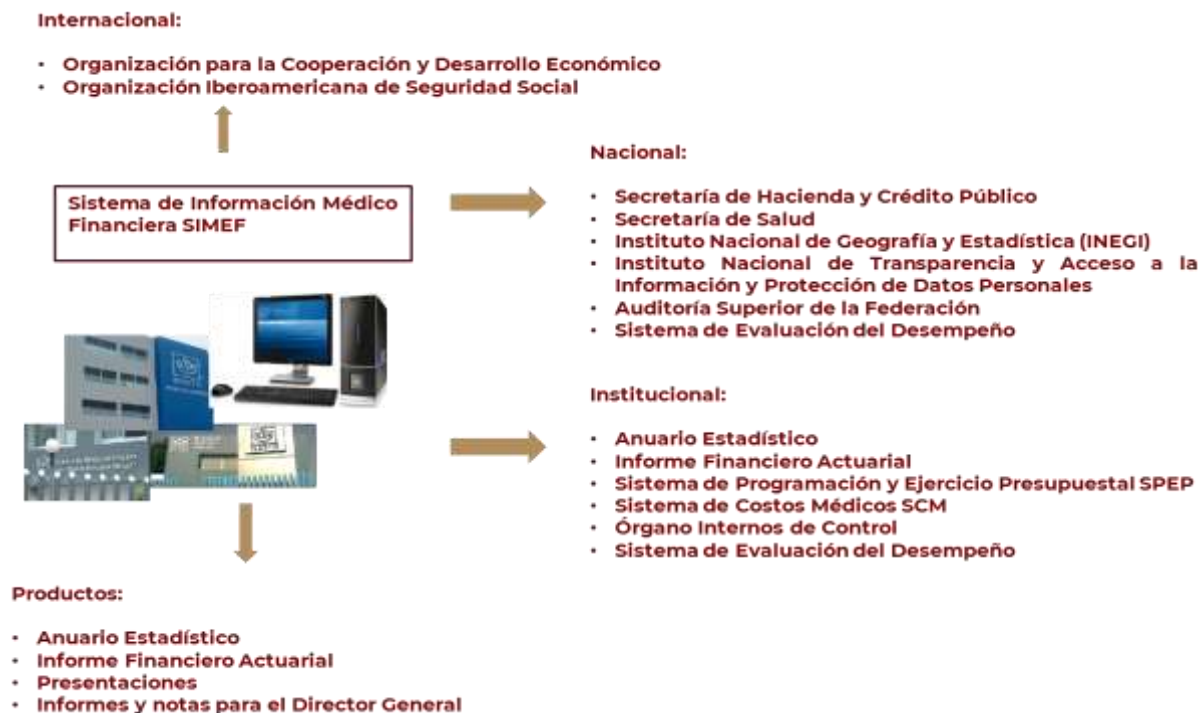 Internacional:
• Organización para la Cooperación y Desarrollo Económico
• Organización Iberoamericana de Seguridad Social
Sistema de Información Médico
Financiera SIMEF
Nacional:
• Secretaría de Hacienda y Crédito Público
• Secretaría de Salud
• Instituto Nacional de Geografía y Estadística (INEGI)
• Instituto Nacional de Transparencia y Acceso a la
Información y Protección de Datos Personales
• Auditoría Superior de la Federación
• Sistema de Evaluación del Desempeño
Institucional:
• Anuario Estadístico
• Informe Financiero Actuarial
• Sistema de Programación y Ejercicio Presupuestal SPEP
• Sistema de Costos Médicos SCM
• Órgano Internos de Control
• Sistema de Evaluación del Desempeño
Productos:
• Anuario Estadístico
• Informe Financiero Actuarial
• Presentaciones
• Informes y notas para el Director General